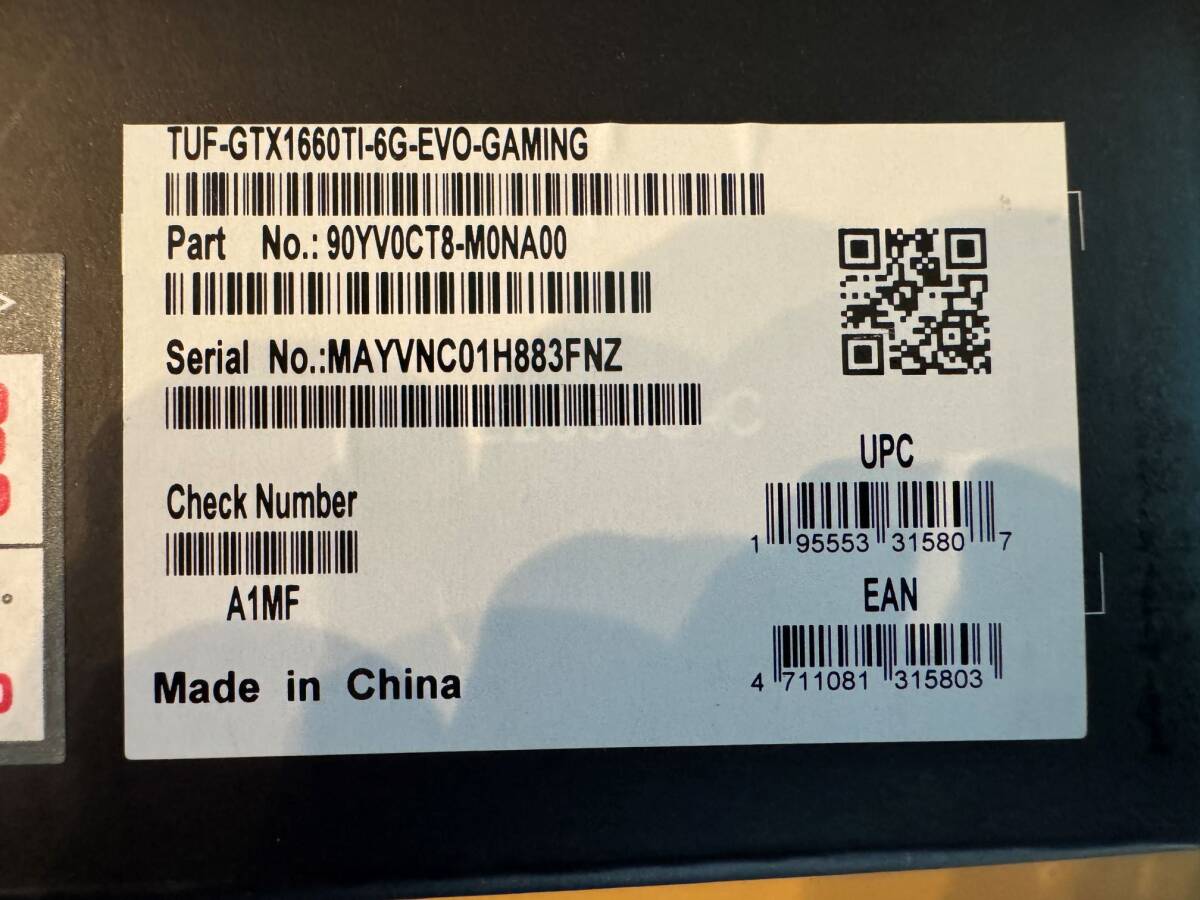 TUF-GTX1660TI-6G-EVO-GAMING
Part No.: 90YV0CT8-M0NA00
Serial No.:MAYVNC01H883FNZ
Check Number
A1MF
Made in China
UPC
1 95553 31580 7
EAN
4 711081 315803